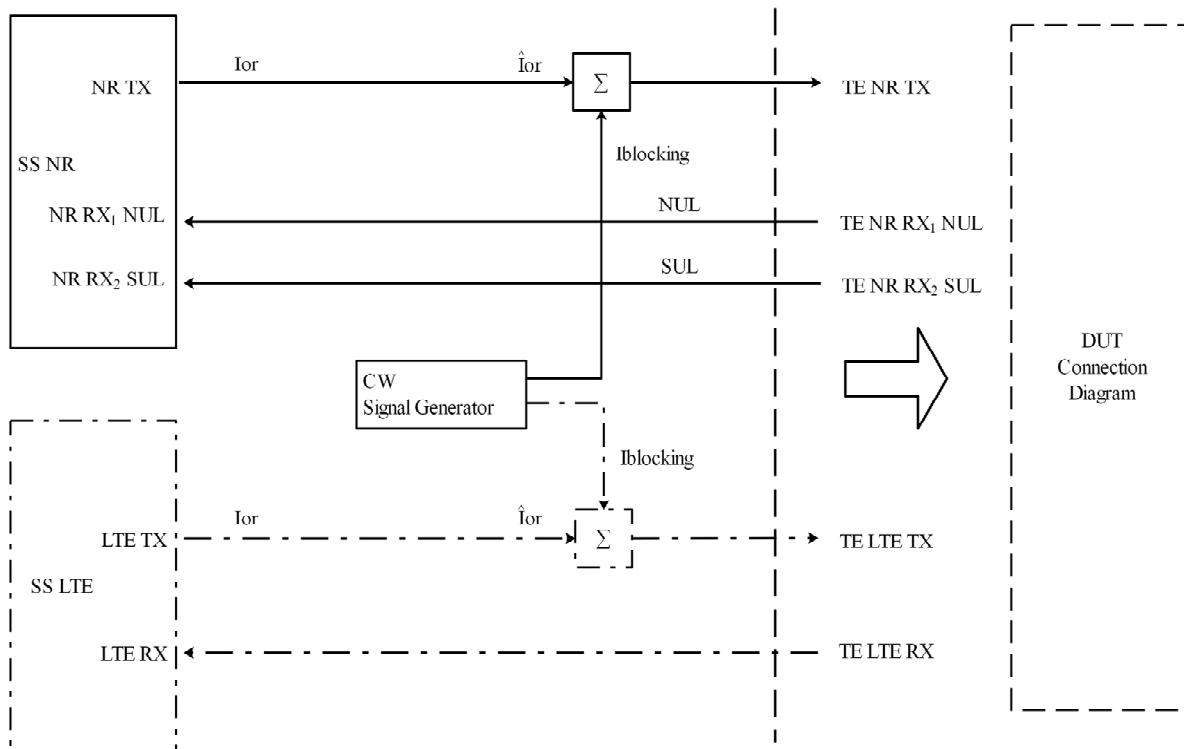 Ior
Îor
Σ
NR TX
TE NR TX
SS NR
Iblocking
NR RX₁ NUL
NUL
TE NR RX₁ NUL
NR RX₂ SUL
SUL
TE NR RX₂ SUL
DUT
Connection
Diagram
CW
Signal Generator
Iblocking
Ior
Îor
LTE TX
Σ
TE LTE TX
SS LTE
LTE RX
TE LTE RX